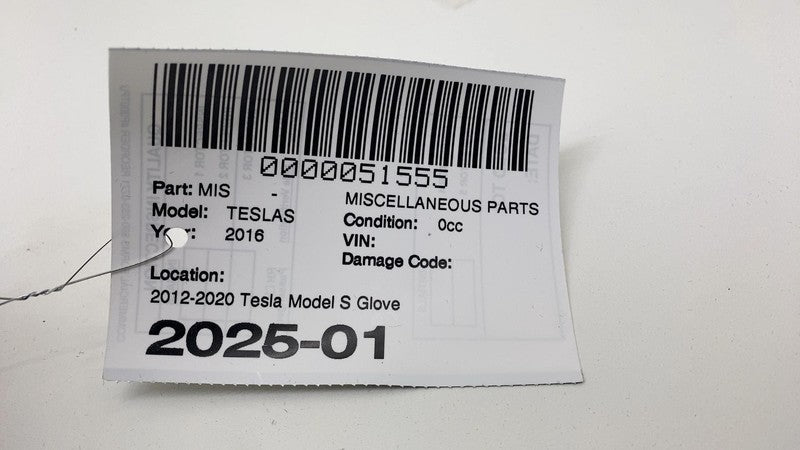 0000051555
Part: MIS - MISCELLANEOUS PARTS
Model: TESLAS Condition: 0cc
2016 VIN:
Damage Code:
Location:
2012-2020 Tesla Model S Glove
2025-01